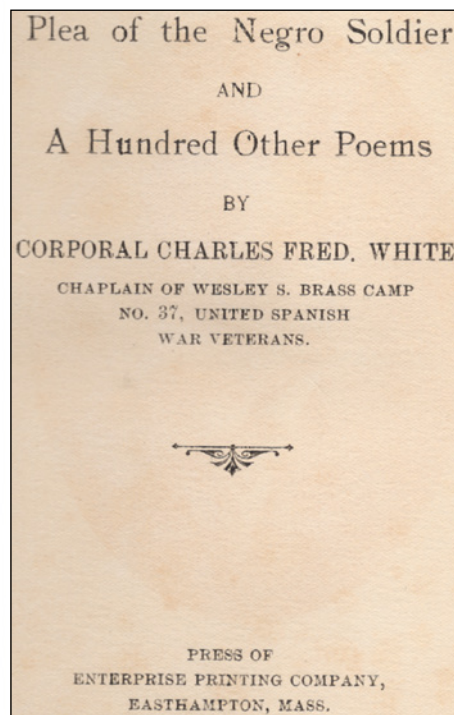 Plea of the Negro Soldier
AND
A Hundred Other Poems
BY
CORPORAL CHARLES FRED. WHITE
CHAPLAIN OF WESLEY S. BRASS CAMP
NO. 37, UNITED SPANISH
WAR VETERANS.
PRESS OF
ENTERPRISE PRINTING COMPANY,
EASTHAMPTON, MASS.